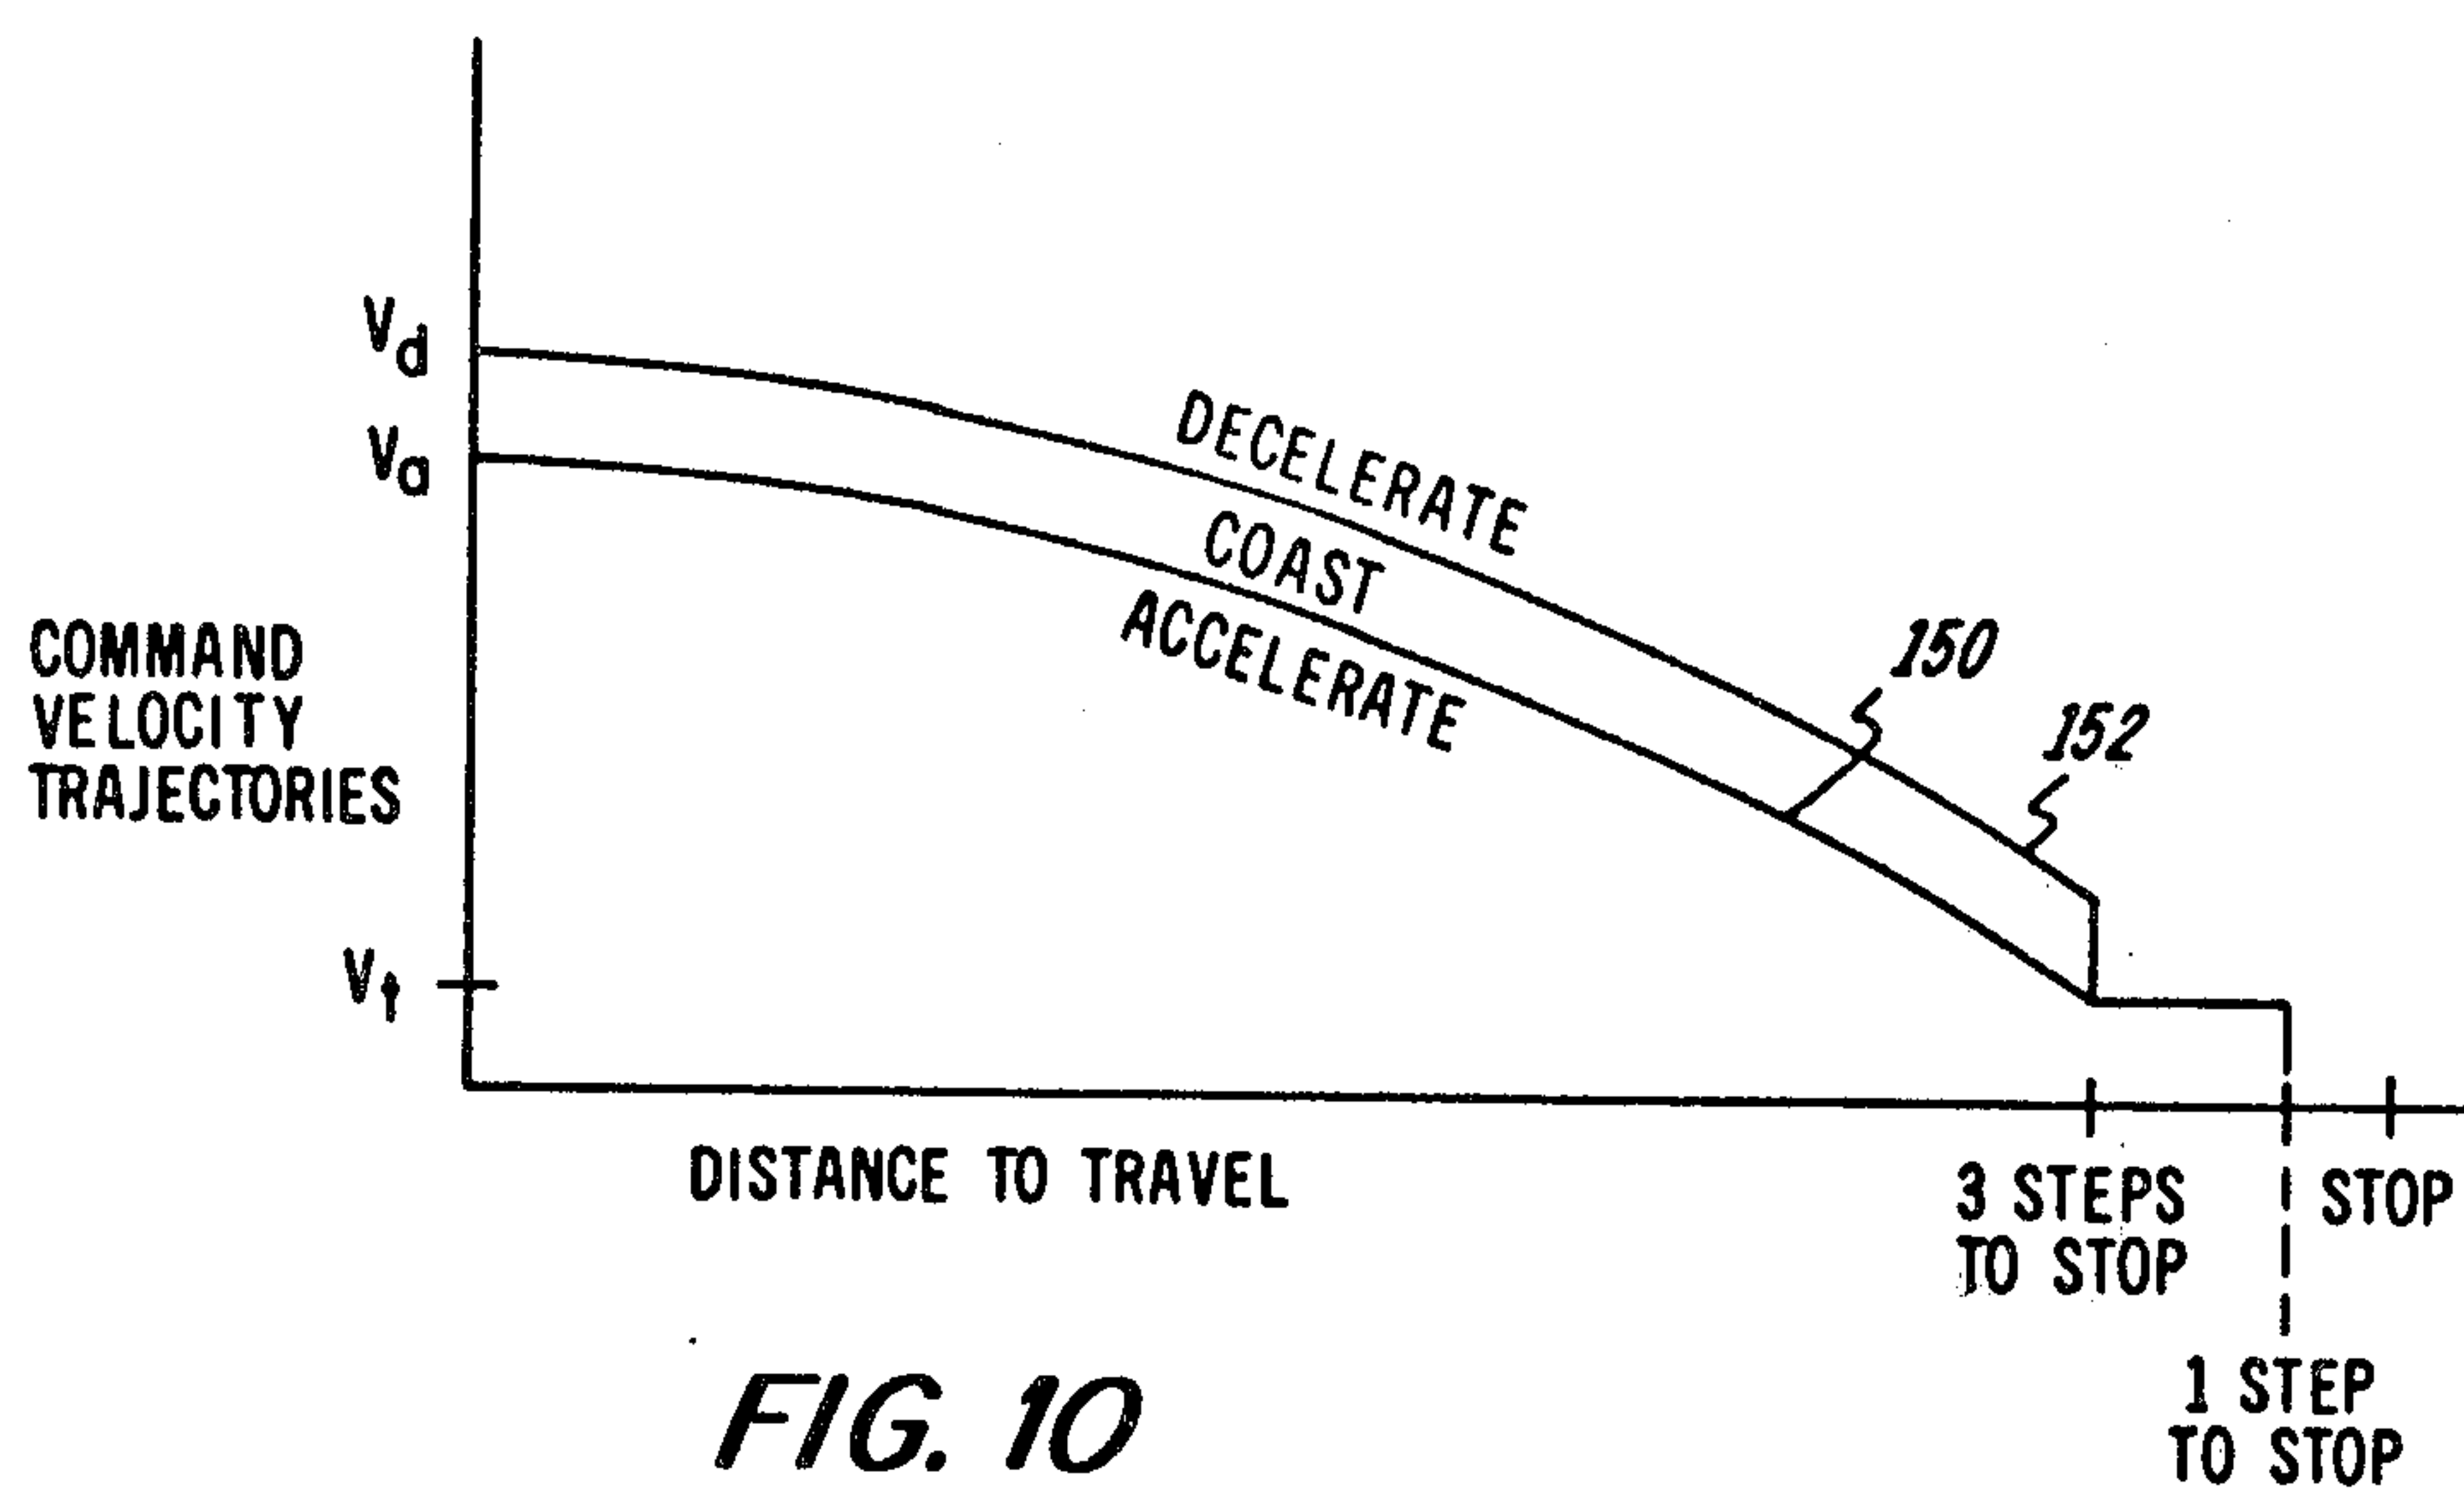 Vd
Va
COMMAND
VELOCITY
TRAJECTORIES
DECELERATE
COAST
ACCELERATE
150
152
DISTANCE TO TRAVEL
3 STEPS
TO STOP
STOP
1 STEP
TO STOP
FIG. 10